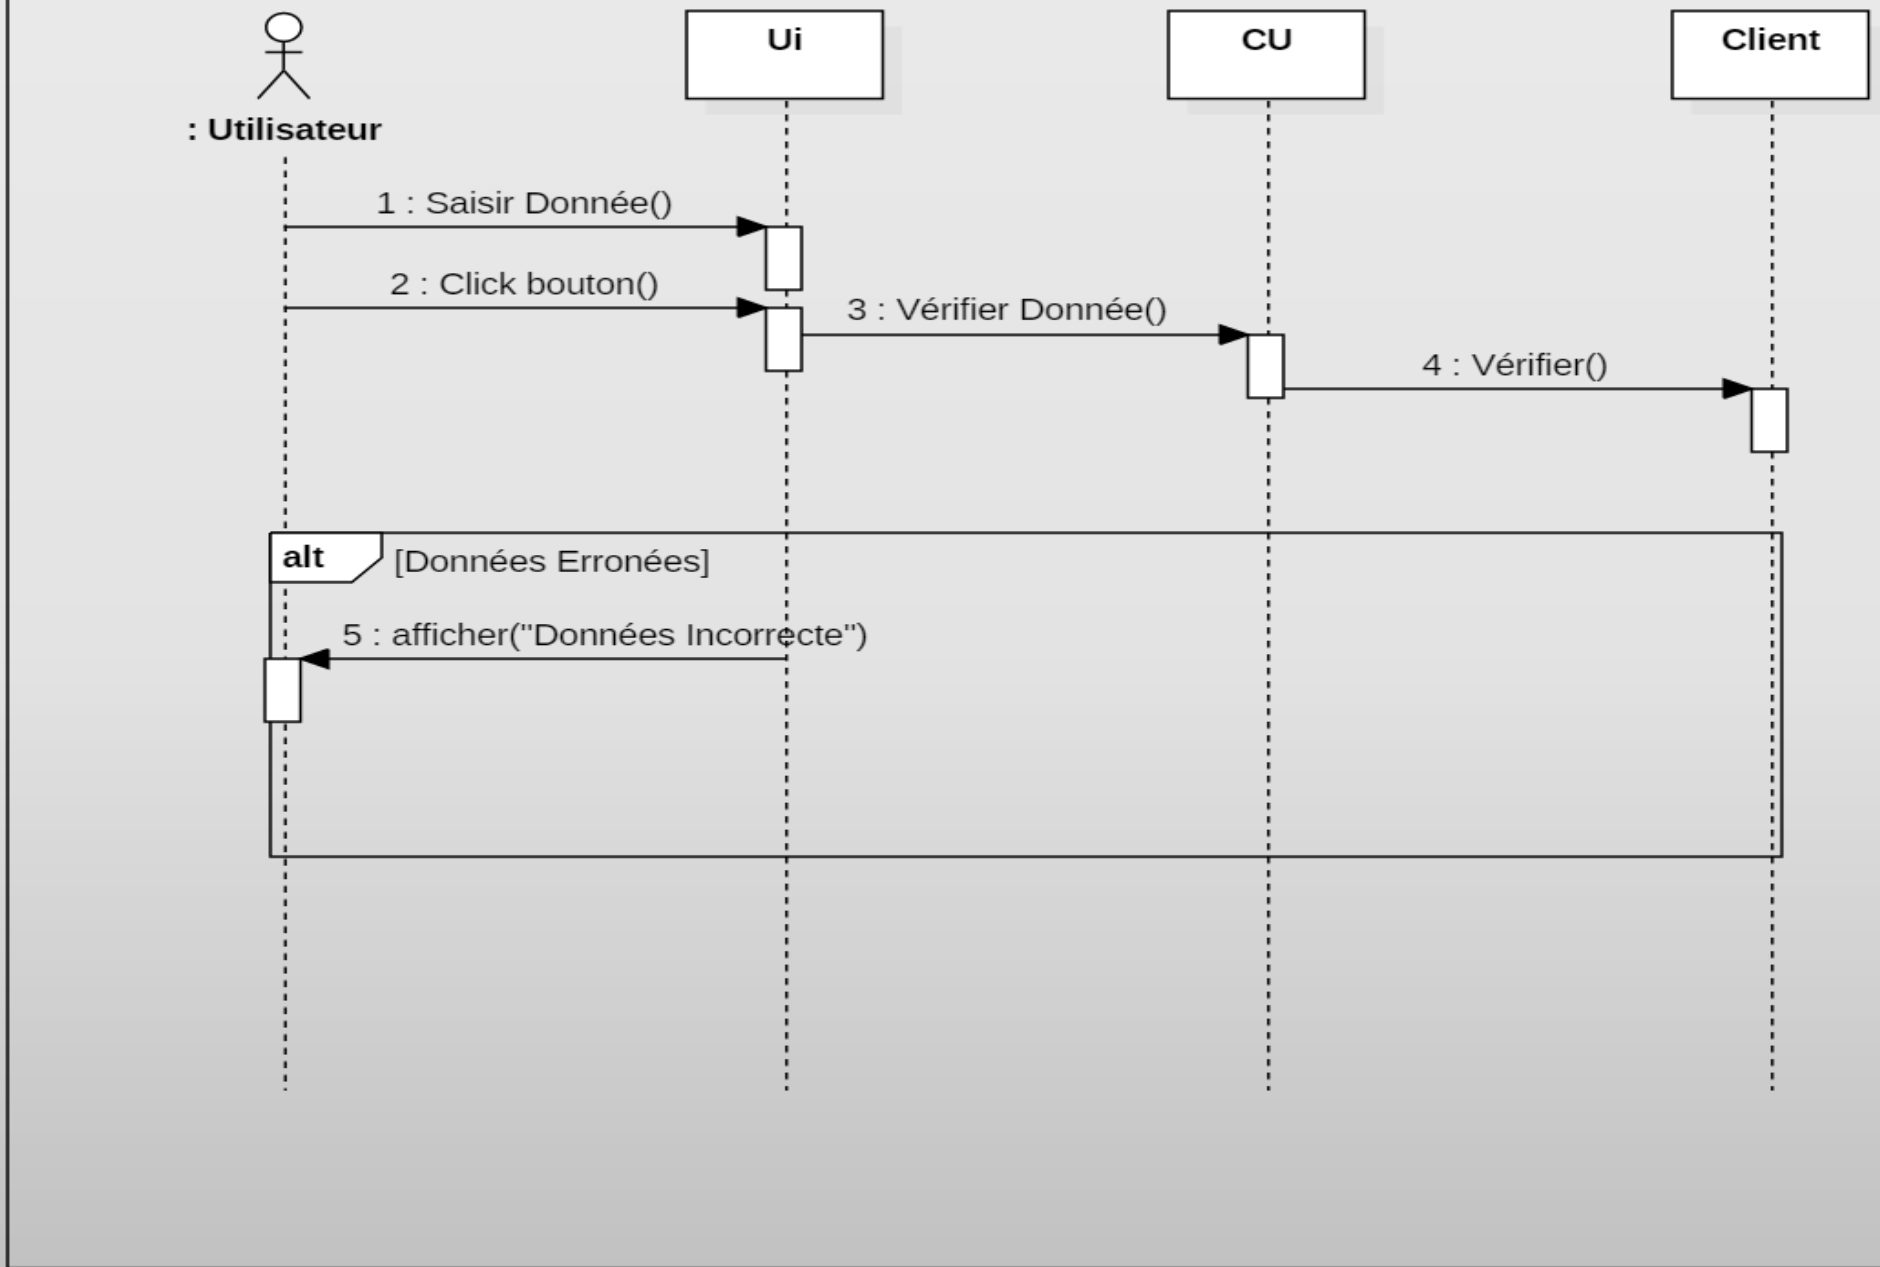 Ui
CU
Client
: Utilisateur
1 : Saisir Donnée()
2 : Click bouton()
3 : Vérifier Donnée()
4 : Vérifier()
alt
[Données Erronées]
5 : afficher("Données Incorrecte")